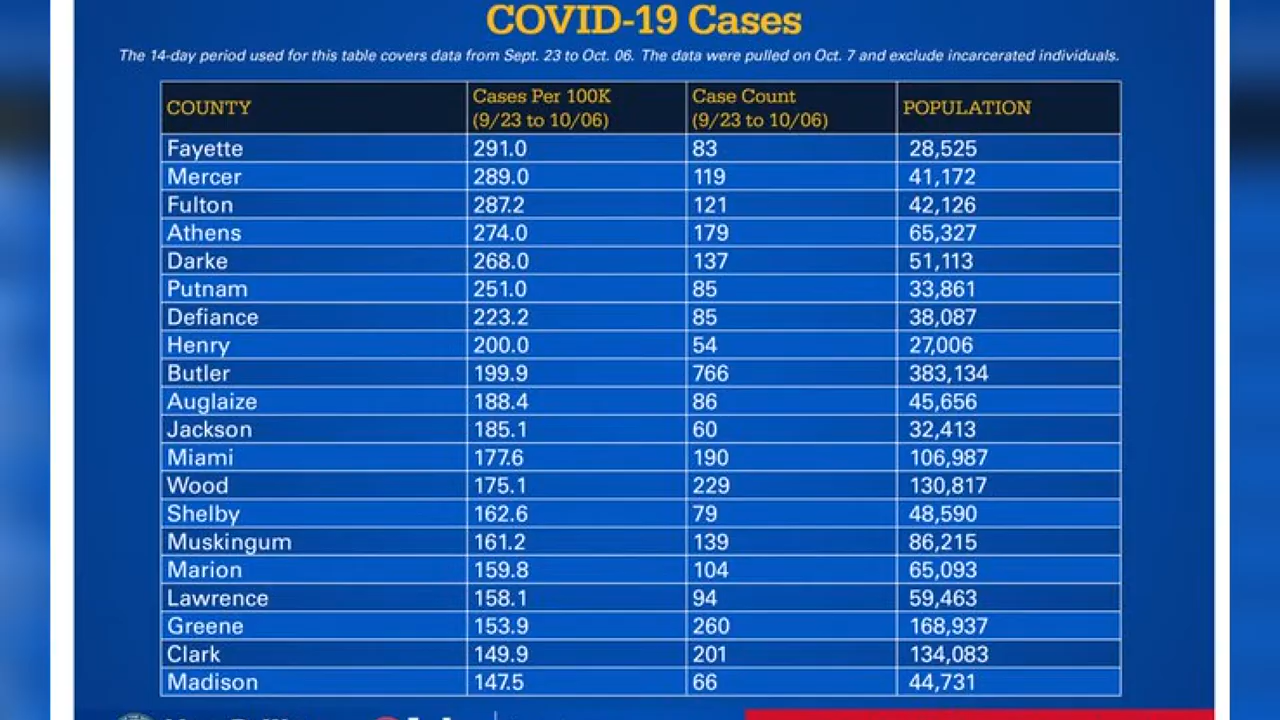 COVID-19 Cases
The 14-day period used for this table covers data from Sept. 23 to Oct. 06. The data were pulled on Oct. 7 and exclude incarcerated individuals.
COUNTY Cases Per 100K (9/23 to 10/06) Case Count (9/23 to 10/06) POPULATION
Fayette 291.0 83 28,525
Mercer 289.0 119 41,172
Fulton 287.2 121 42,126
Athens 274.0 179 65,327
Darke 268.0 137 51,113
Putnam 251.0 85 33,861
Defiance 223.2 85 38,087
Henry 200.0 54 27,006
Butler 199.9 766 383,134
Auglaize 188.4 86 45,656
Jackson 185.1 60 32,413
Miami 177.6 190 106,987
Wood 175.1 229 130,817
Shelby 162.6 79 48,590
Muskingum 161.2 139 86,215
Marion 159.8 104 65,093
Lawrence 158.1 94 59,463
Greene 153.9 260 168,937
Clark 149.9 201 134,083
Madison 147.5 66 44,731